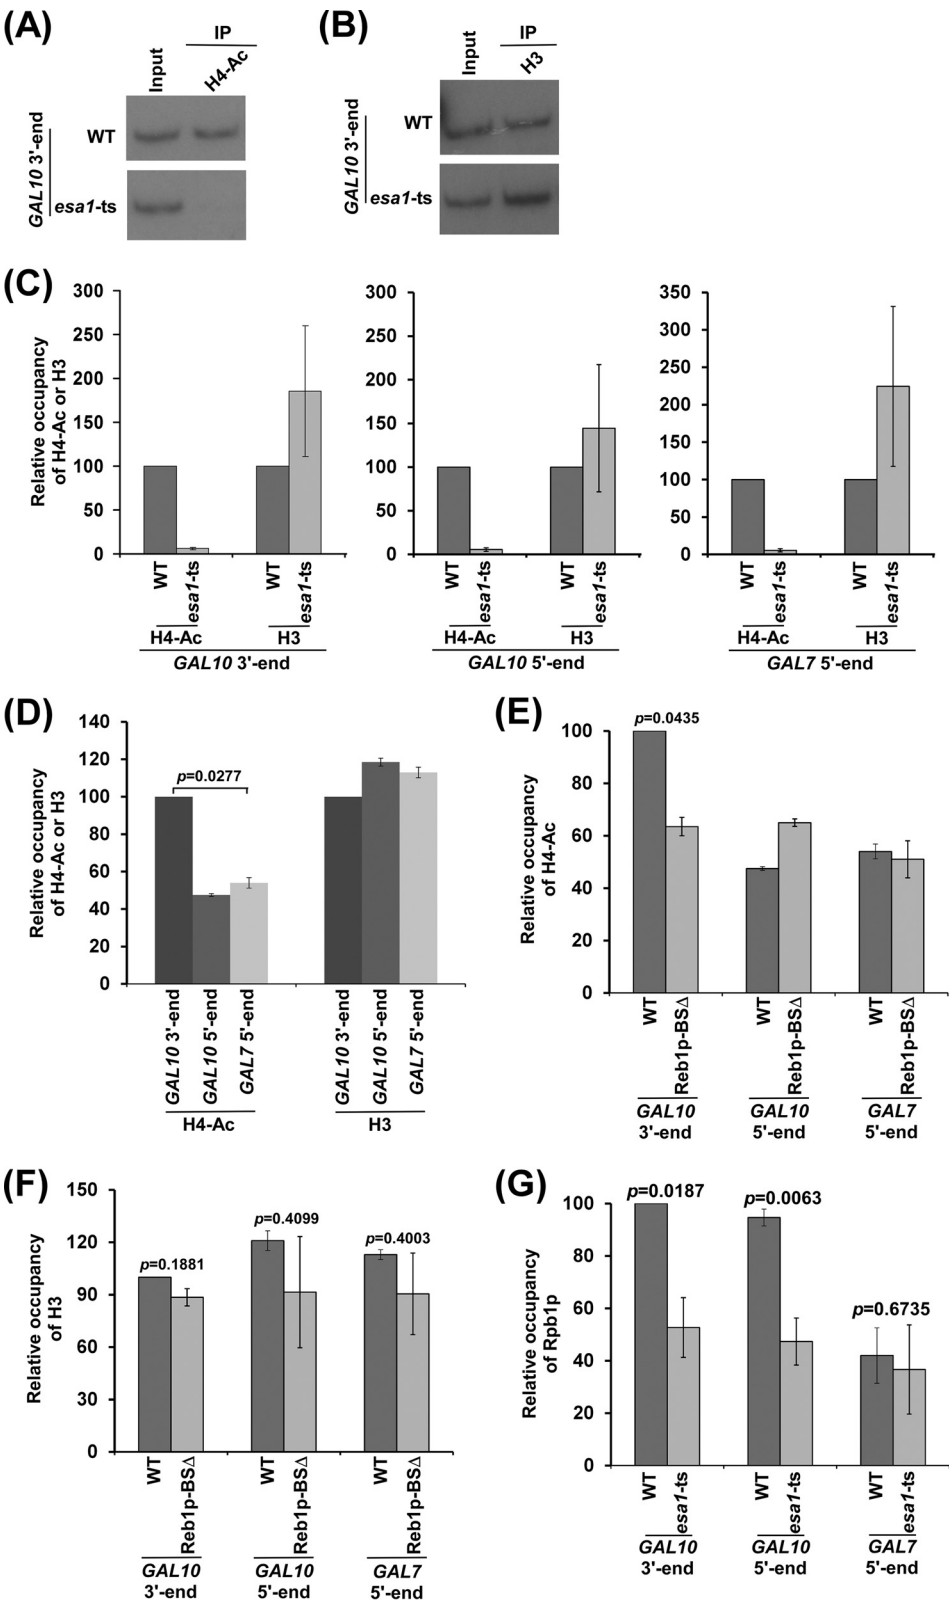 (A)
IP
Input
H4-Ac
GAL10 3'-end
WT
esa1-ts
(B)
IP
Input
H3
GAL10 3'-end
WT
esa1-ts
(C)
Relative occupancy
of H4-Ac or H3
300
250
200
150
100
50
0
WT
esa1-ts
WT
esa1-ts
H4-Ac
H3
GAL10 3'-end
300
250
200
150
100
50
0
WT
esa1-ts
WT
esa1-ts
H4-Ac
H3
GAL10 5'-end
350
300
250
200
150
100
50
0
WT
esa1-ts
WT
esa1-ts
H4-Ac
H3
GAL7 5'-end
(D)
Relative occupancy
of H4-Ac or H3
140
120
100
80
60
40
20
0
p=0.0277
GAL10 3'-end
GAL10 5'-end
GAL7 5'-end
GAL10 3'-end
GAL10 5'-end
GAL7 5'-end
H4-Ac
H3
(E)
Relative occupancy
of H4-Ac
100
80
60
40
20
0
p=0.0435
WT
Reb1p-BSΔ
WT
Reb1p-BSΔ
WT
Reb1p-BSΔ
GAL10
3'-end
GAL10
5'-end
GAL7
5'-end
(F)
Relative occupancy
of H3
150
120
90
60
30
0
p=0.1881
p=0.4099
p=0.4003
WT
Reb1p-BSΔ
WT
Reb1p-BSΔ
WT
Reb1p-BSΔ
GAL10
3'-end
GAL10
5'-end
GAL7
5'-end
(G)
Relative occupancy
of Rpb1p
100
80
60
40
20
0
p=0.0187
p=0.0063
p=0.6735
WT
esa1-ts
WT
esa1-ts
WT
esa1-ts
GAL10
3'-end
GAL10
5'-end
GAL7
5'-end